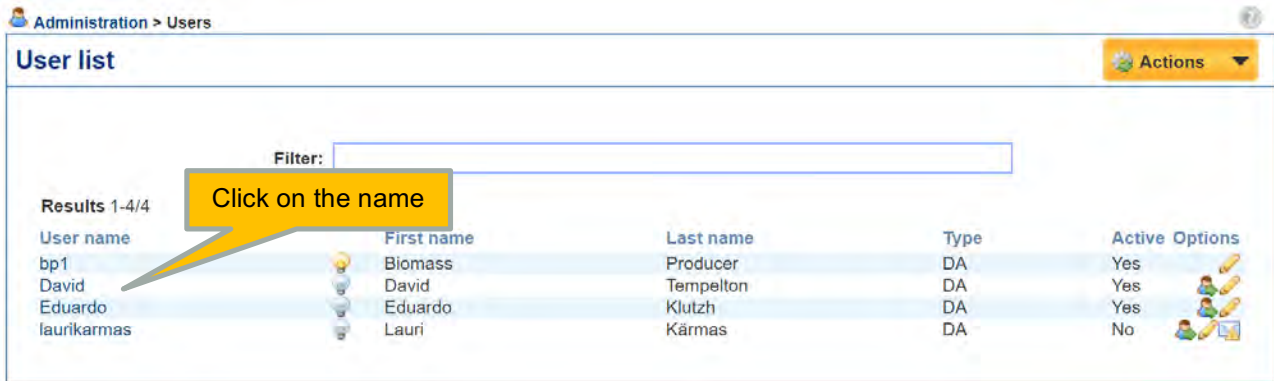 Administration > Users
User list
Actions
Filter:
Click on the name
Results 1-4/4
User name First name Last name Type Active Options
bp1 Biomass Producer DA Yes
David David Tempelton DA Yes
Eduardo Eduardo Klutzh DA Yes
laurikarmas Lauri Kärmas DA No